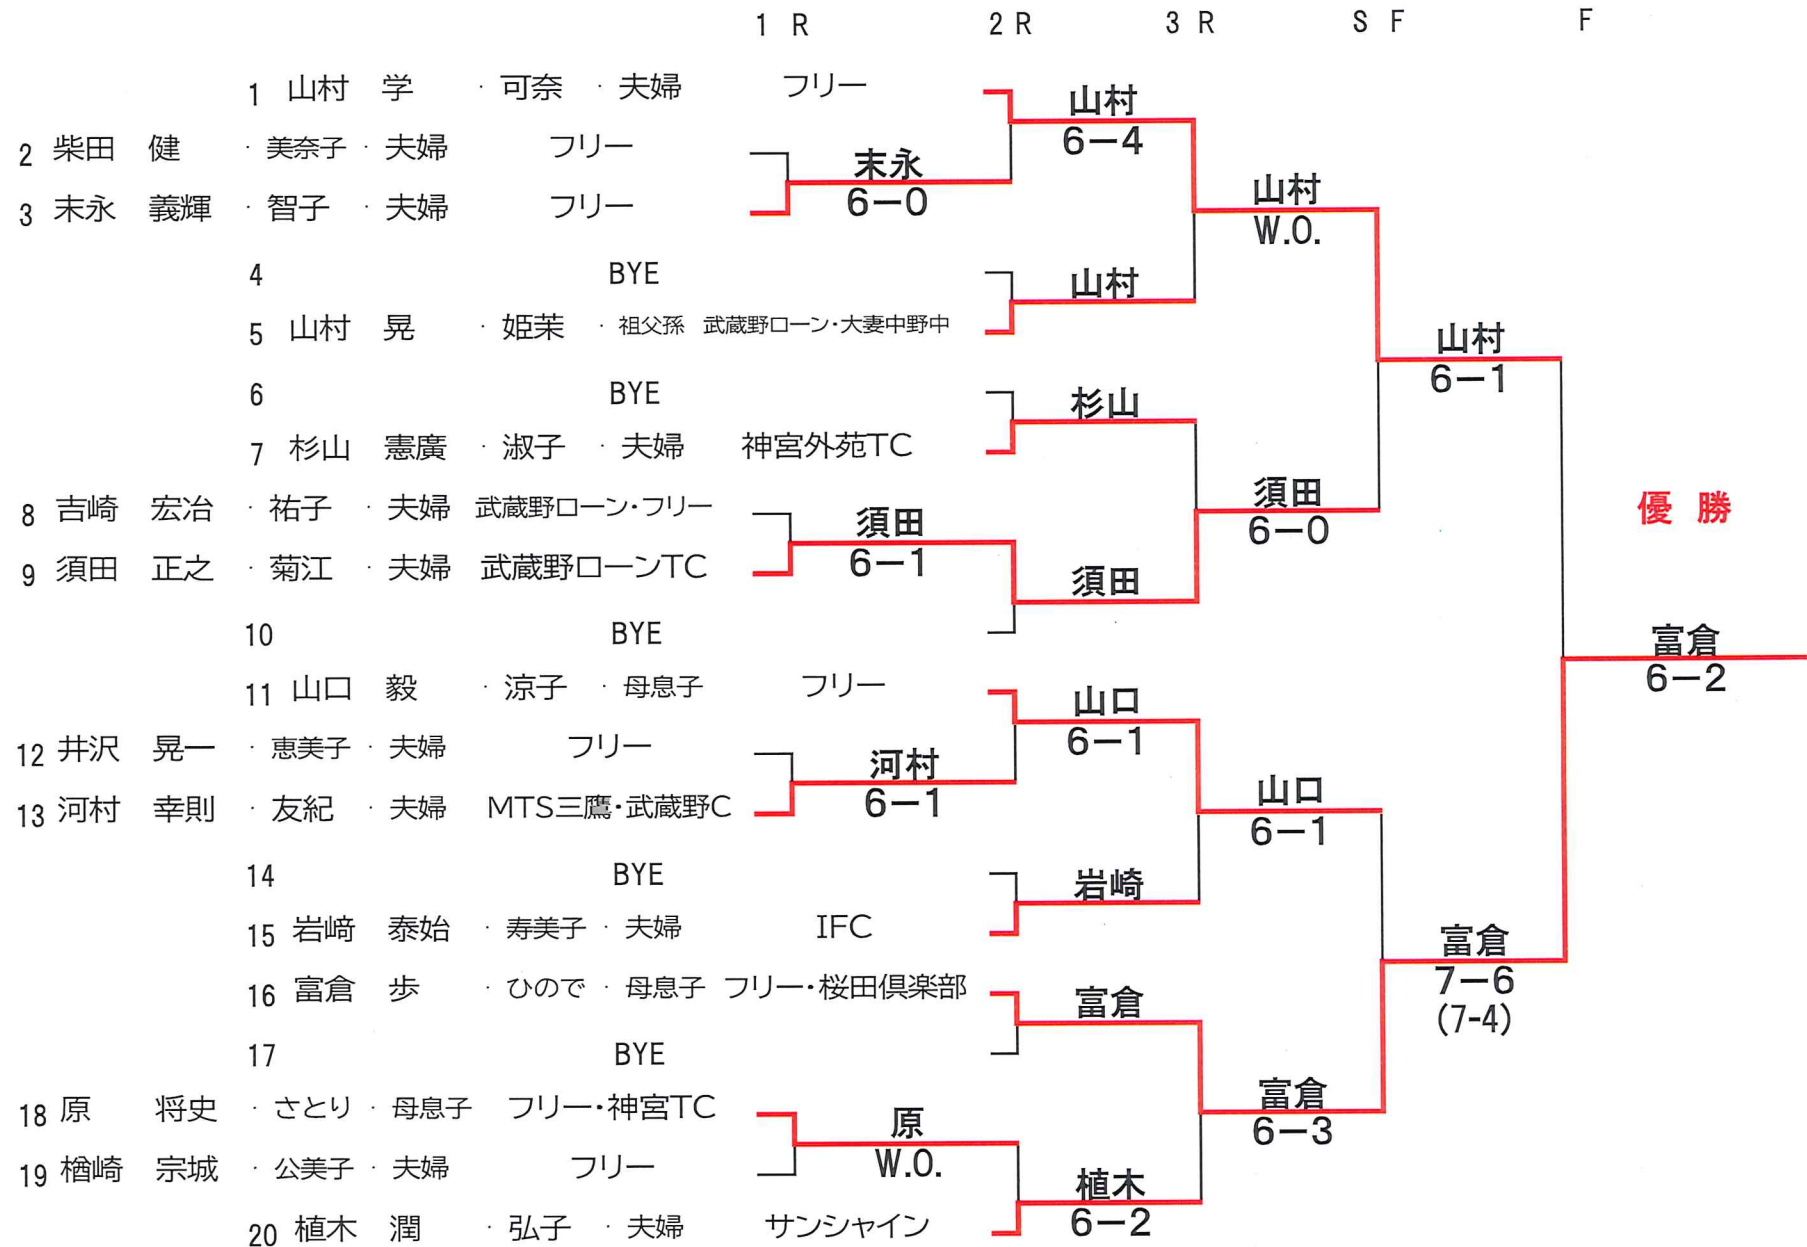 1 R 2 R 3 R S F F
1 山村 学 ・ 可奈 ・ 夫婦 フリー
山村
6-4
2 柴田 健 ・ 美奈子 ・ 夫婦 フリー
末永
6-0
3 末永 義輝 ・ 智子 ・ 夫婦 フリー
山村
W.O.
4 BYE
山村
5 山村 晃 ・ 姫茉 ・ 祖父孫 武蔵野ローン・大妻中野中
山村
6-1
6 BYE
杉山
7 杉山 憲廣 ・ 淑子 ・ 夫婦 神宮外苑TC
8 吉崎 宏冶 ・ 祐子 ・ 夫婦 武蔵野ローン・フリー
須田
6-1
須田
6-0
優 勝
9 須田 正之 ・ 菊江 ・ 夫婦 武蔵野ローンTC
須田
10 BYE
富倉
6-2
11 山口 毅 ・ 涼子 ・ 母息子 フリー
山口
6-1
12 井沢 晃一 ・ 恵美子 ・ 夫婦 フリー
河村
6-1
13 河村 幸則 ・ 友紀 ・ 夫婦 MTS三鷹・武蔵野C
山口
6-1
14 BYE
岩崎
15 岩﨑 泰始 ・ 寿美子 ・ 夫婦 IFC
富倉
7-6
(7-4)
16 富倉 歩 ・ ひので ・ 母息子 フリー・桜田倶楽部
富倉
17 BYE
18 原 将史 ・ さとり ・ 母息子 フリー・神宮TC
原
W.O.
富倉
6-3
19 楢崎 宗城 ・ 公美子 ・ 夫婦 フリー
植木
6-2
20 植木 潤 ・ 弘子 ・ 夫婦 サンシャイン